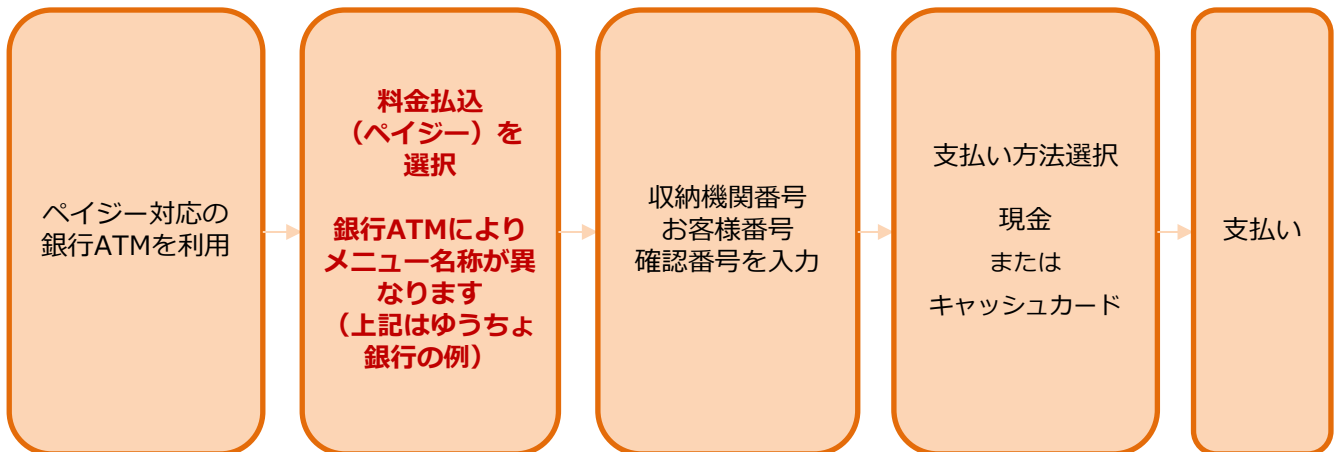 ペイジー対応の
銀行ATMを利用
料金払込
（ペイジー）を
選択
銀行ATMにより
メニュー名称が異
なります
（上記はゆうちょ
銀行の例）
収納機関番号
お客様番号
確認番号を入力
支払い方法選択
現金
または
キャッシュカード
支払い